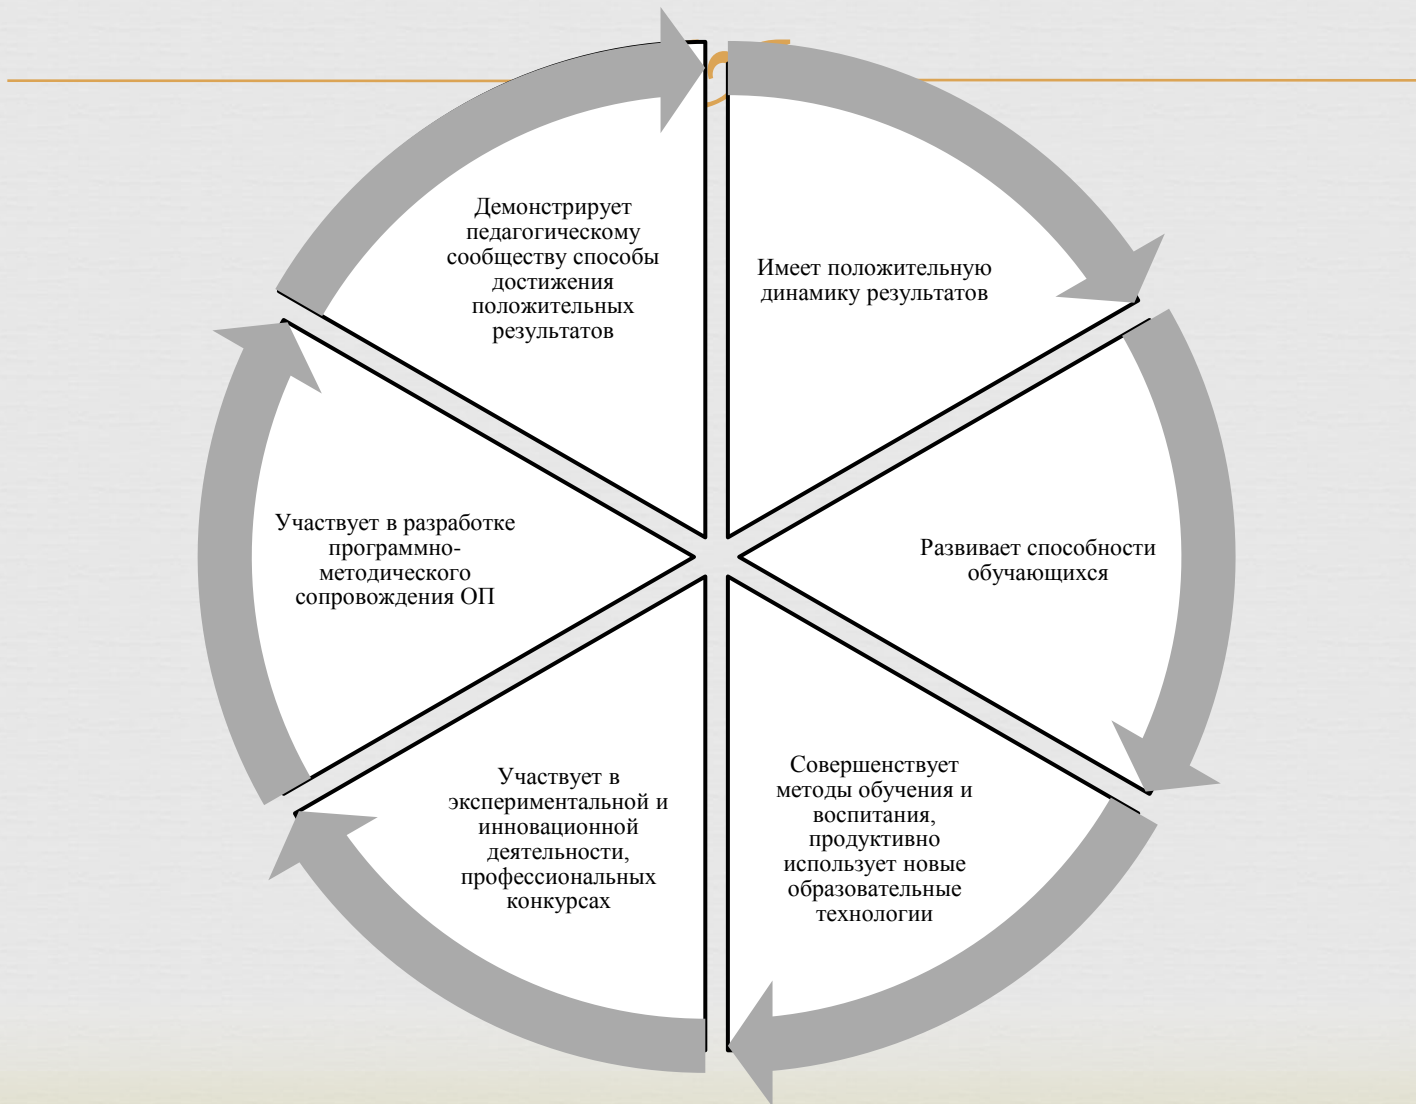 Демонстрирует
педагогическому
сообществу способы
достижения
положительных
результатов
Имеет положительную
динамику результатов
Развивает способности
обучающихся
Совершенствует
методы обучения и
воспитания,
продуктивно
использует новые
образовательные
технологии
Участвует в
экспериментальной и
инновационной
деятельности,
профессиональных
конкурсах
Участвует в разработке
программно-
методического
сопровождения ОП